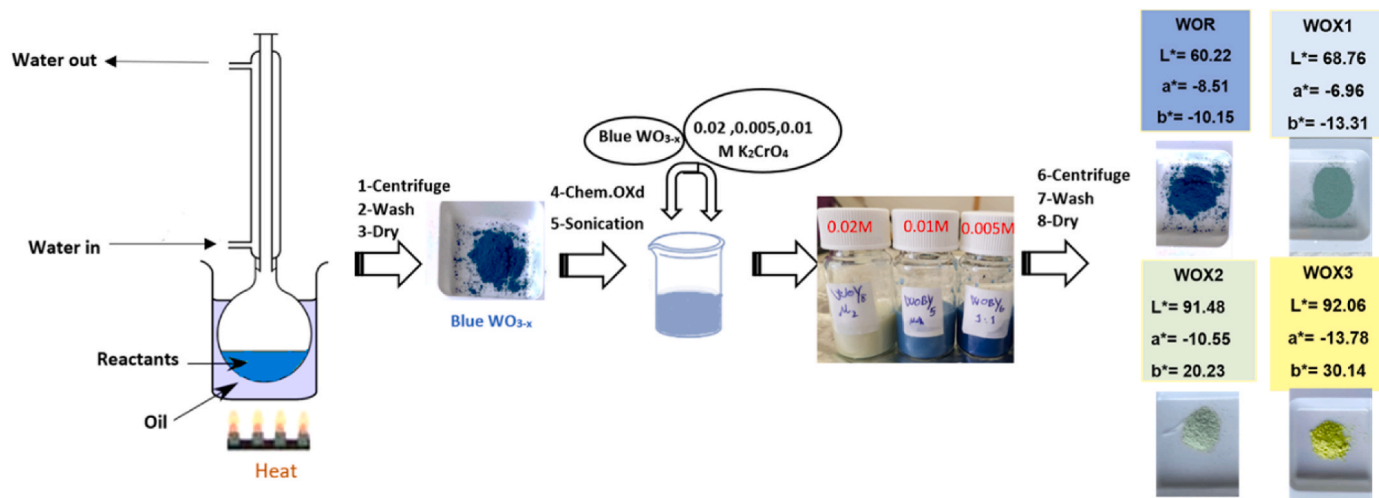 Water out
Water in
Reactants
Oil
Heat
1-Centrifuge
2-Wash
3-Dry
Blue WO3-x
Blue WO3-x
0.02 ,0.005,0.01
M K2CrO4
4-Chem.OXd
5-Sonication
0.02M
0.01M
0.005M
6-Centrifuge
7-Wash
8-Dry
WOR
L*= 60.22
a*= -8.51
b*= -10.15
WOX1
L*= 68.76
a*= -6.96
b*= -13.31
WOX2
L*= 91.48
a*= -10.55
b*= 20.23
WOX3
L*= 92.06
a*= -13.78
b*= 30.14